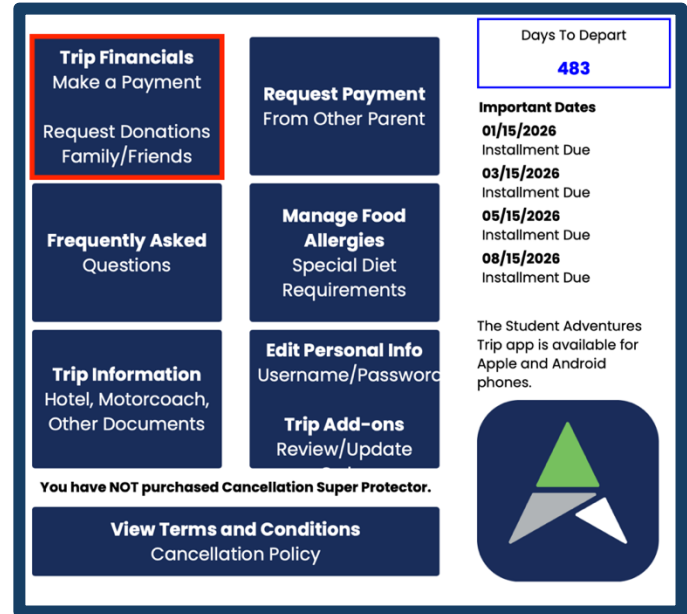 Trip Financials
Make a Payment
Request Donations
Family/Friends
Request Payment
From Other Parent
Frequently Asked
Questions
Manage Food
Allergies
Special Diet
Requirements
Trip Information
Hotel, Motorcoach,
Other Documents
Edit Personal Info
Username/Password
Trip Add-ons
Review/Update
You have NOT purchased Cancellation Super Protector.
View Terms and Conditions
Cancellation Policy
Days To Depart
483
Important Dates
01/15/2026
Installment Due
03/15/2026
Installment Due
05/15/2026
Installment Due
08/15/2026
Installment Due
The Student Adventures
Trip app is available for
Apple and Android
phones.